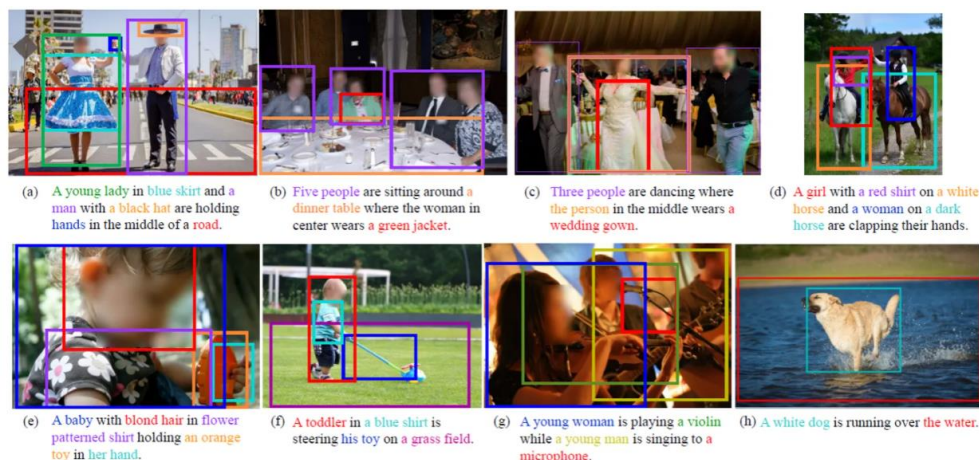 (a) A young lady in blue skirt and a
man with a black hat are holding
hands in the middle of a road.
(b) Five people are sitting around a
dinner table where the woman in
center wears a green jacket.
(c) Three people are dancing where
the person in the middle wears a
wedding gown.
(d) A girl with a red shirt on a white
horse and a woman on a dark
horse are clapping their hands.
(e) A baby with blond hair in flower
patterned shirt holding an orange
toy in her hand.
(f) A toddler in a blue shirt is
steering his toy on a grass field.
(g) A young woman is playing a violin
while a young man is singing to a
microphone.
(h) A white dog is running over the water.